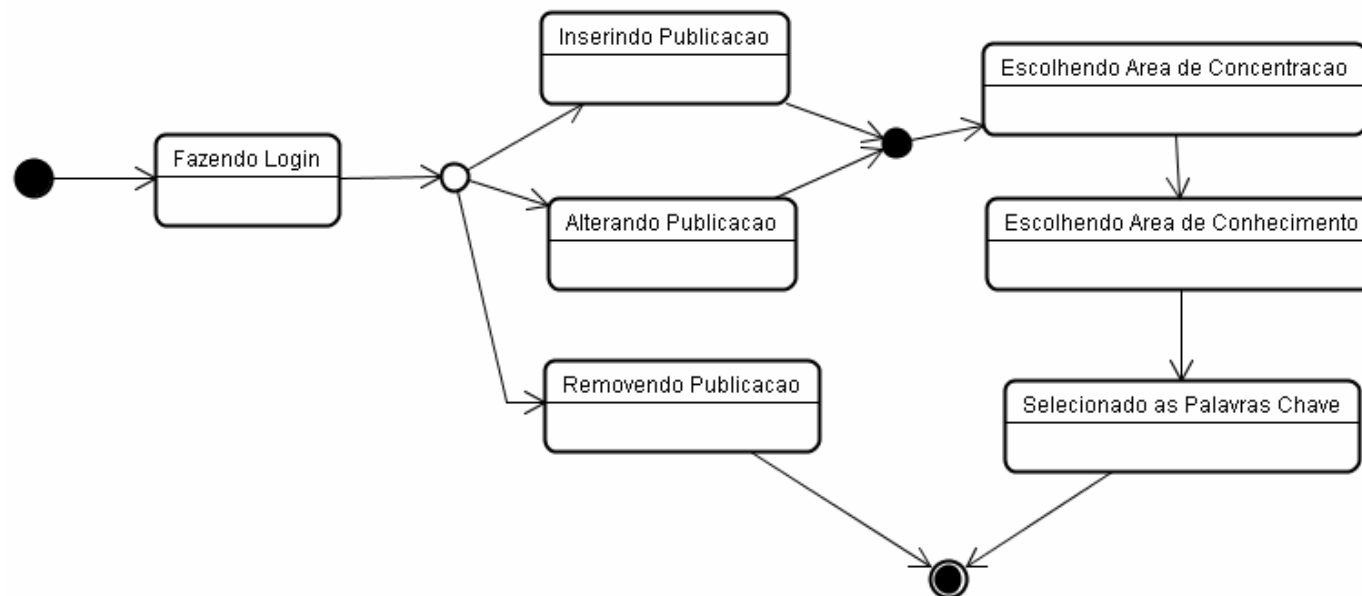 Inserindo Publicacao
Escolhendo Area de Concentracao
Fazendo Login
Alterando Publicacao
Escolhendo Area de Conhecimento
Removendo Publicacao
Selecionado as Palavras Chave